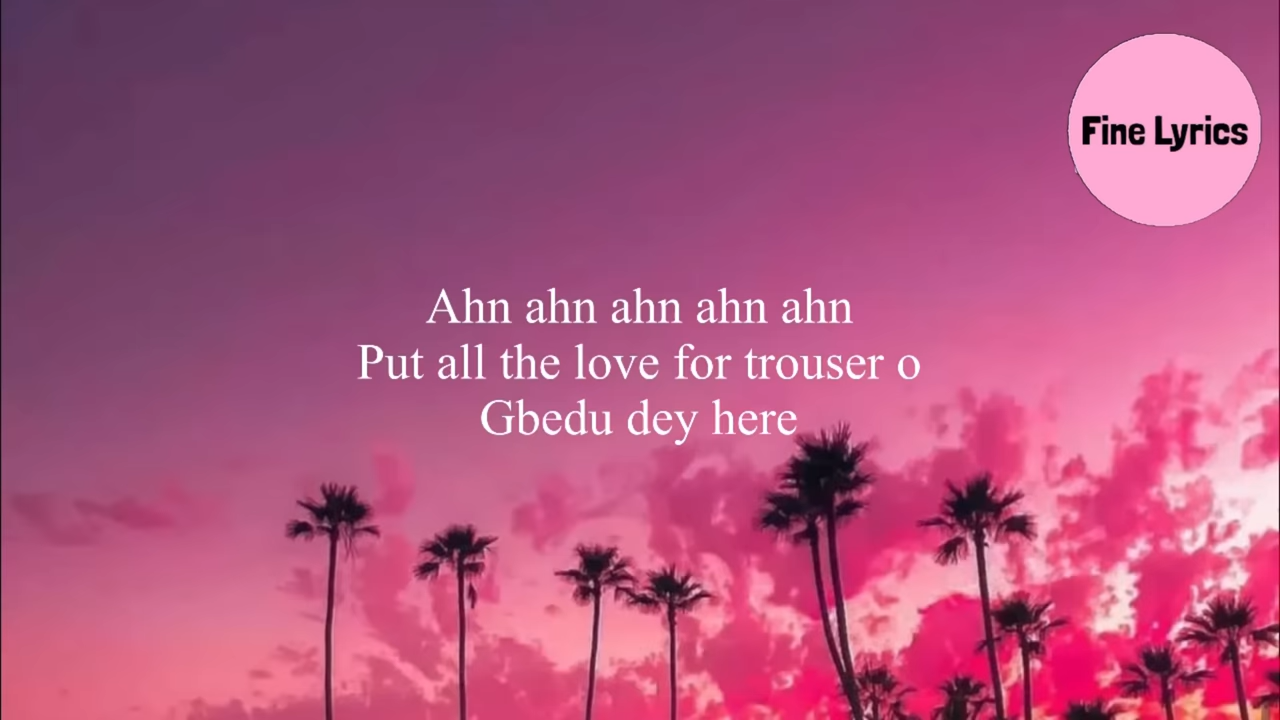 Fine Lyrics
Ahn ahn ahn ahn ahn
Put all the love for trouser o
Gbedu dey here